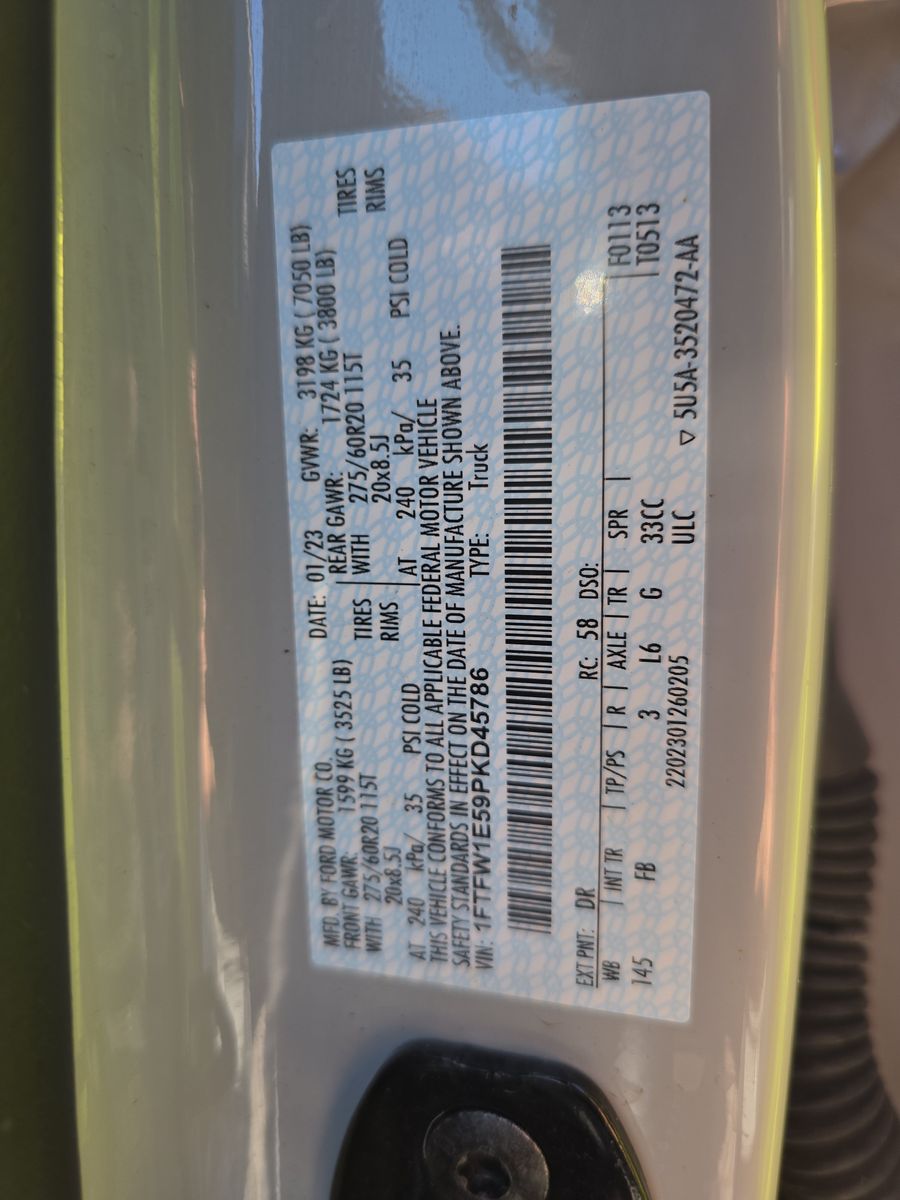 MFD. BY FORD MOTOR CO. DATE: 01/23 GVWR: 3198 KG ( 7050 LB)
FRONT GAWR: 1599 KG ( 3525 LB) REAR GAWR: 1724 KG ( 3800 LB)
WITH 275/60R20 115T TIRES WITH 275/60R20 115T TIRES
20x8.5J RIMS 20x8.5J RIMS
AT 240 kPa/ 35 PSI COLD AT 240 kPa/ 35 PSI COLD
THIS VEHICLE CONFORMS TO ALL APPLICABLE FEDERAL MOTOR VEHICLE
SAFETY STANDARDS IN EFFECT ON THE DATE OF MANUFACTURE SHOWN ABOVE.
VIN: 1FTFW1E59PKD45786 TYPE: Truck
EXT PNT: DR RC: 58 DSO:
WB INT TR TP/PS R AXLE TR SPR F0113
145 FB 3 L6 G 33CC T0513
2202301260205 ULC ▽ 5U5A-3520472-AA